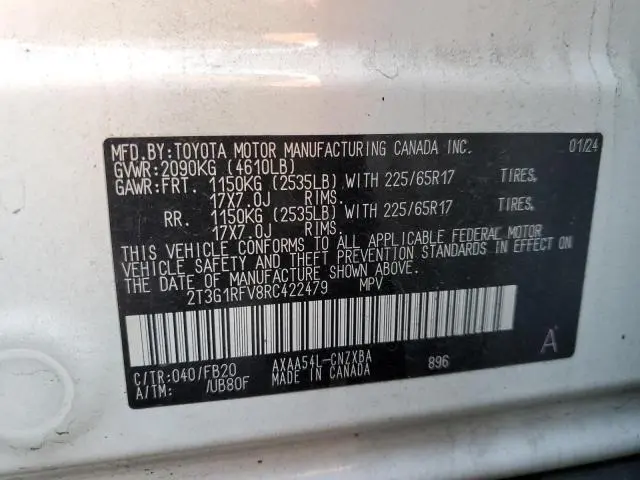 MFD.BY:TOYOTA MOTOR MANUFACTURING CANADA INC. 01/24
GVWR:2090KG (4610LB)
GAWR:FRT. 1150KG (2535LB) WITH 225/65R17 TIRES,
17X7.0J RIMS.
RR. 1150KG (2535LB) WITH 225/65R17 TIRES,
17X7.0J RIMS.
THIS VEHICLE CONFORMS TO ALL APPLICABLE FEDERAL MOTOR
VEHICLE SAFETY AND THEFT PREVENTION STANDARDS IN EFFECT ON
THE DATE OF MANUFACTURE SHOWN ABOVE.
2T3G1RFV8RC422479 MPV
C/TR:040/FB20 AXAA54L-CNZXBA 896 A
A/TM: /UB80F MADE IN CANADA